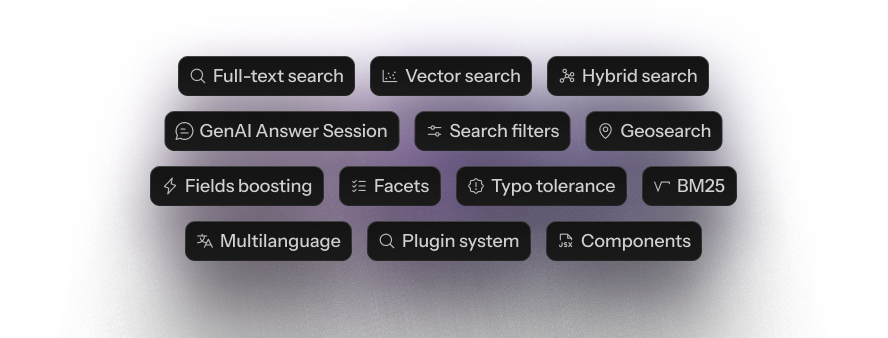 Full-text search Vector search Hybrid search
GenAI Answer Session Search filters Geosearch
Fields boosting Facets Typo tolerance BM25
Multilanguage Plugin system JSX Components